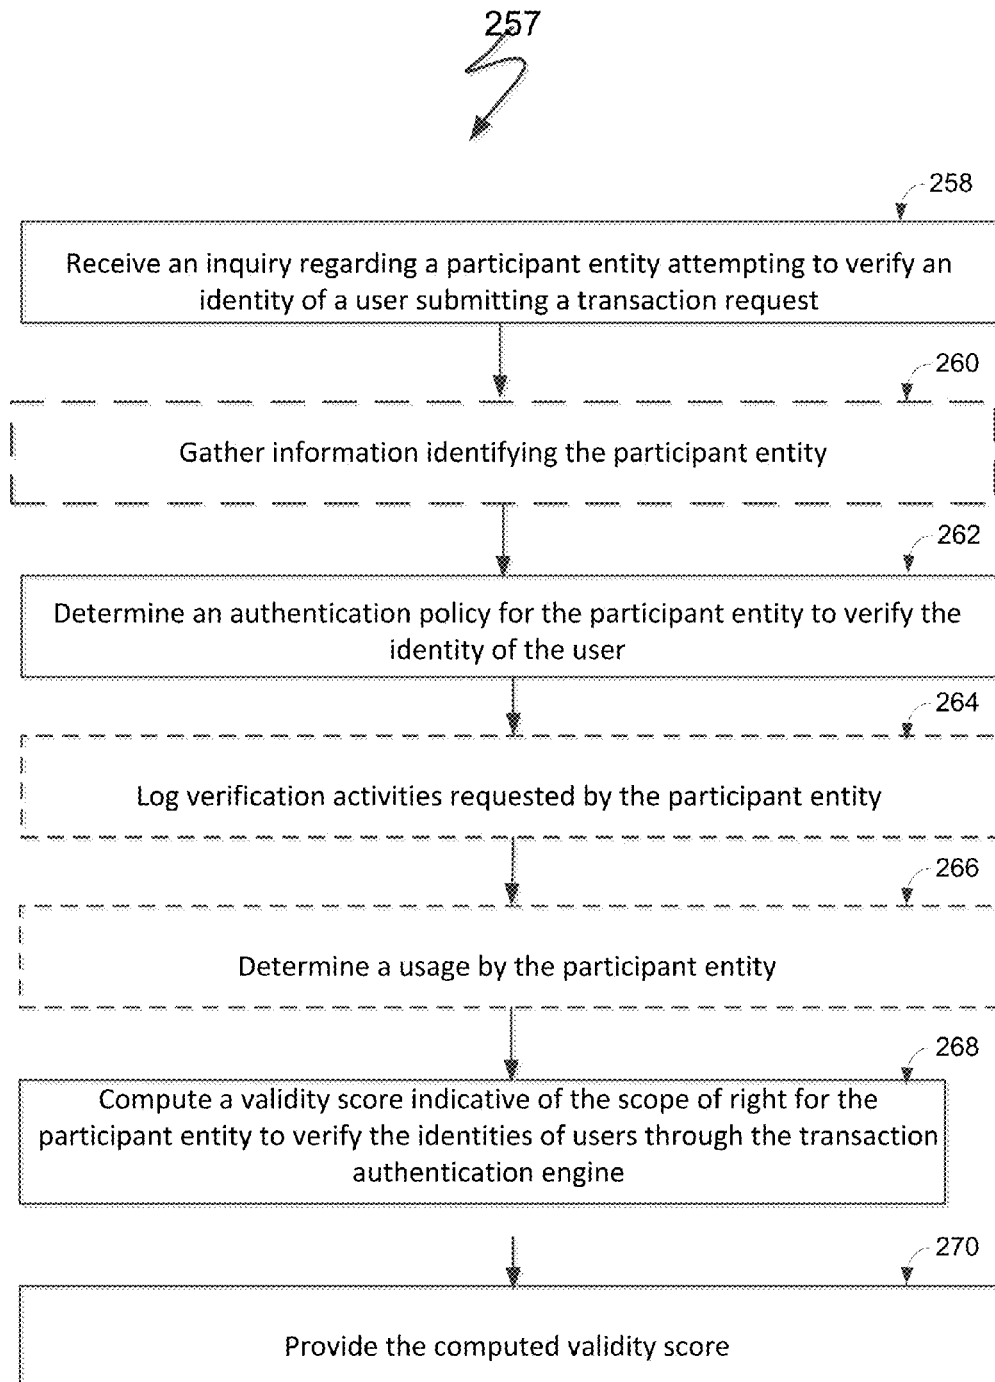 257
258
Receive an inquiry regarding a participant entity attempting to verify an
identity of a user submitting a transaction request
260
Gather information identifying the participant entity
262
Determine an authentication policy for the participant entity to verify the
identity of the user
264
Log verification activities requested by the participant entity
266
Determine a usage by the participant entity
268
Compute a validity score indicative of the scope of right for the
participant entity to verify the identities of users through the transaction
authentication engine
270
Provide the computed validity score